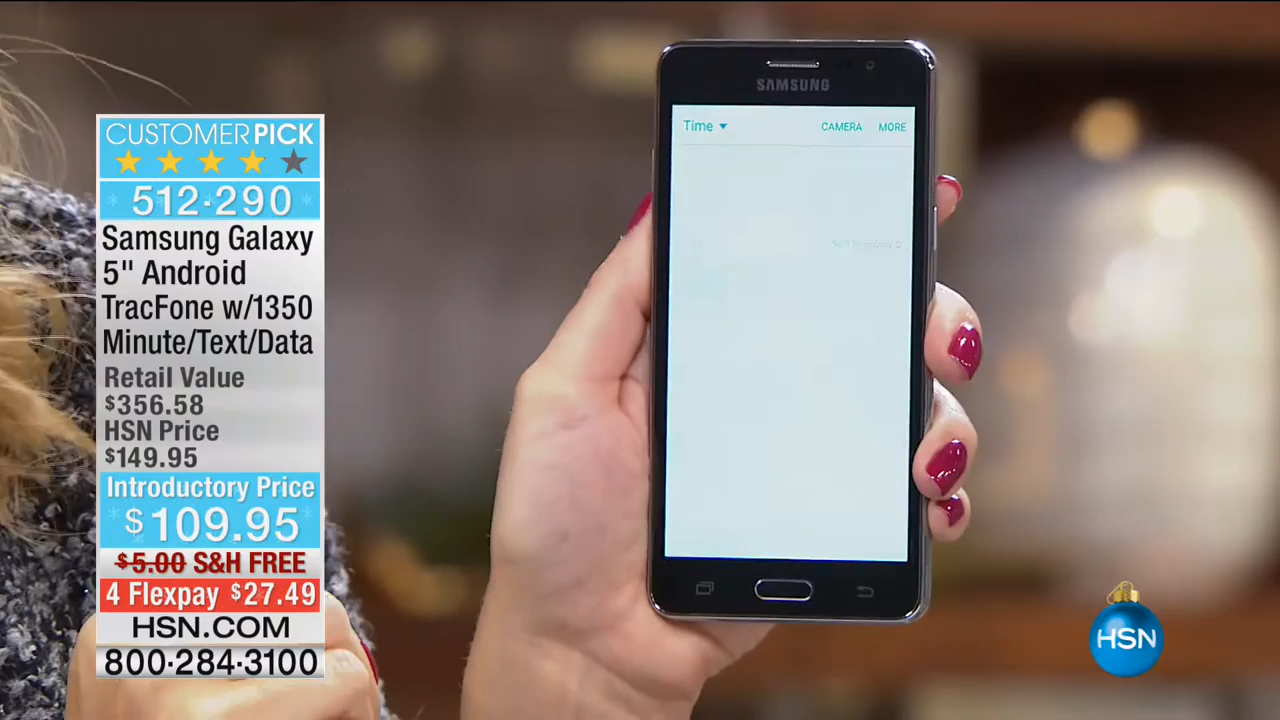 CUSTOMER PICK
512·290
Samsung Galaxy
5" Android
TracFone w/1350
Minute/Text/Data
Retail Value
$356.58
HSN Price
$149.95
Introductory Price
$109.95
$5.00 S&H FREE
4 Flexpay $27.49
HSN.COM
800·284·3100
SAMSUNG
Time CAMERA MORE
HSN